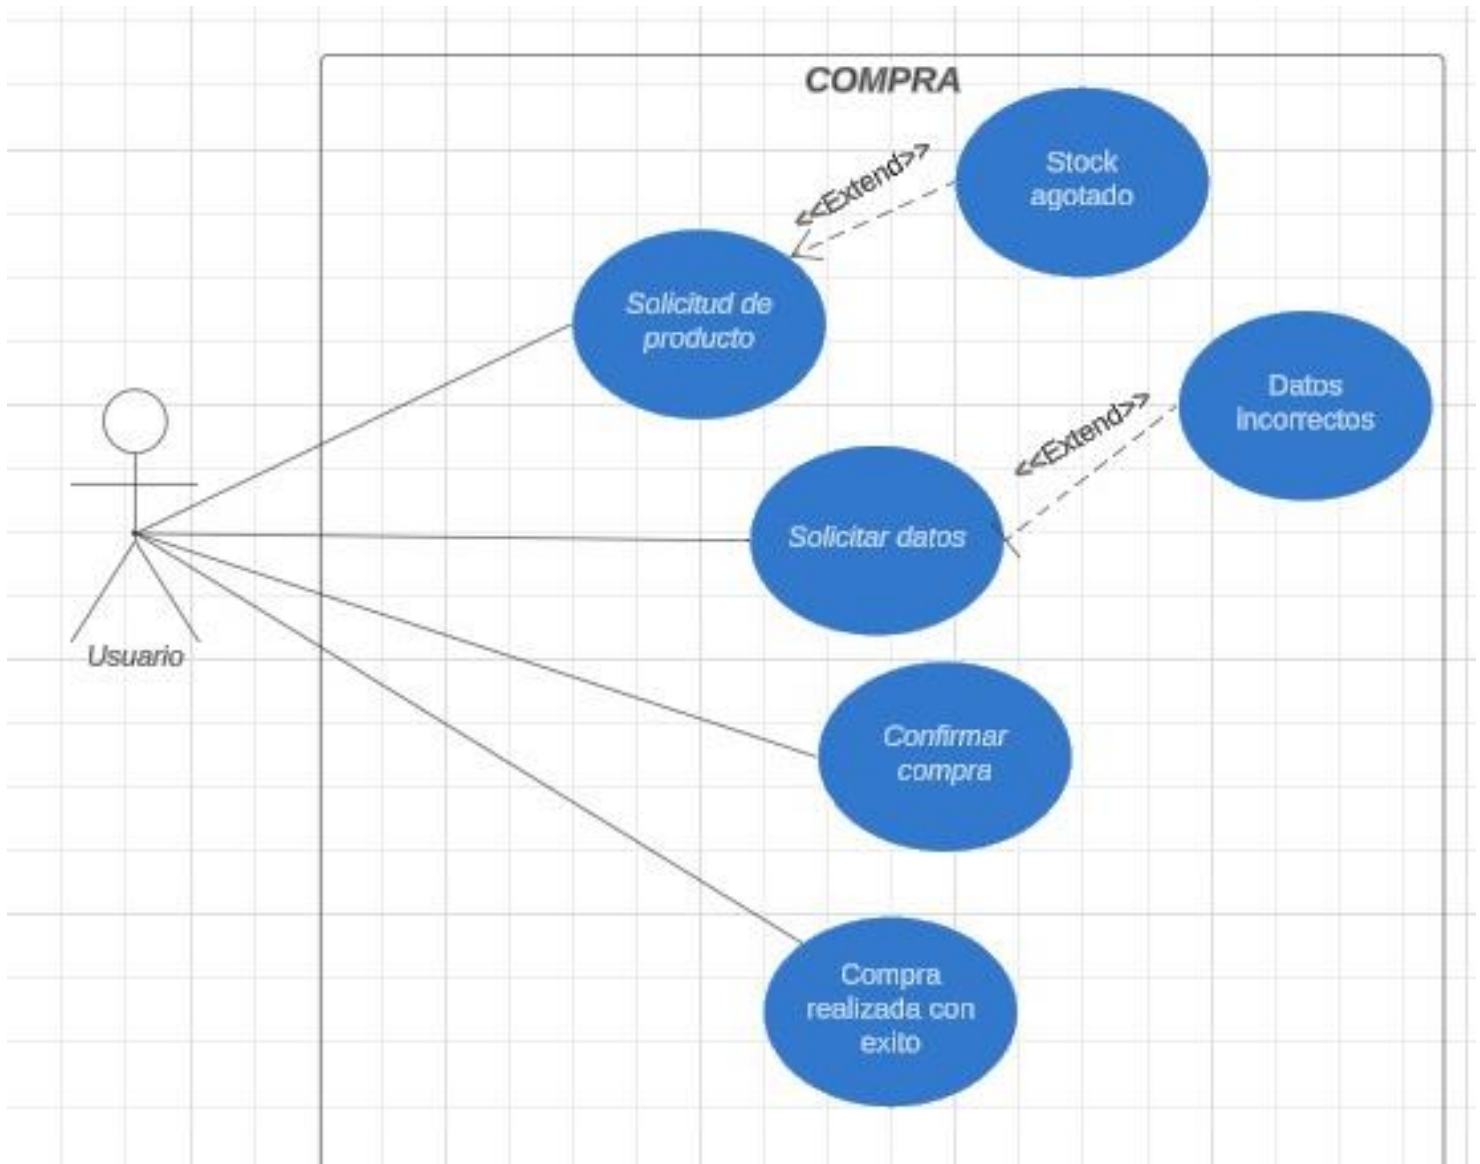 COMPRA
<<Extend>>
Stock
agotado
Solicitud de
producto
<<Extend>>
Datos
Incorrectos
Solicitar datos
Usuario
Confirmar
compra
Compra
realizada con
exito